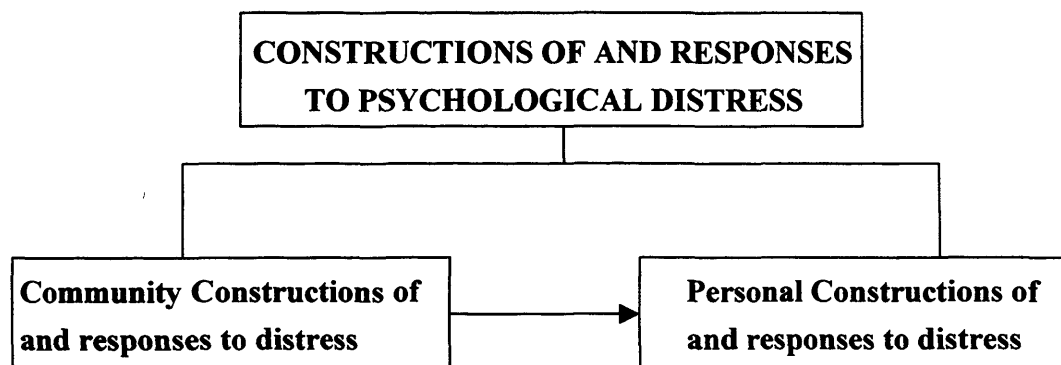 CONSTRUCTIONS OF AND RESPONSES
TO PSYCHOLOGICAL DISTRESS
Community Constructions of
and responses to distress
Personal Constructions of
and responses to distress